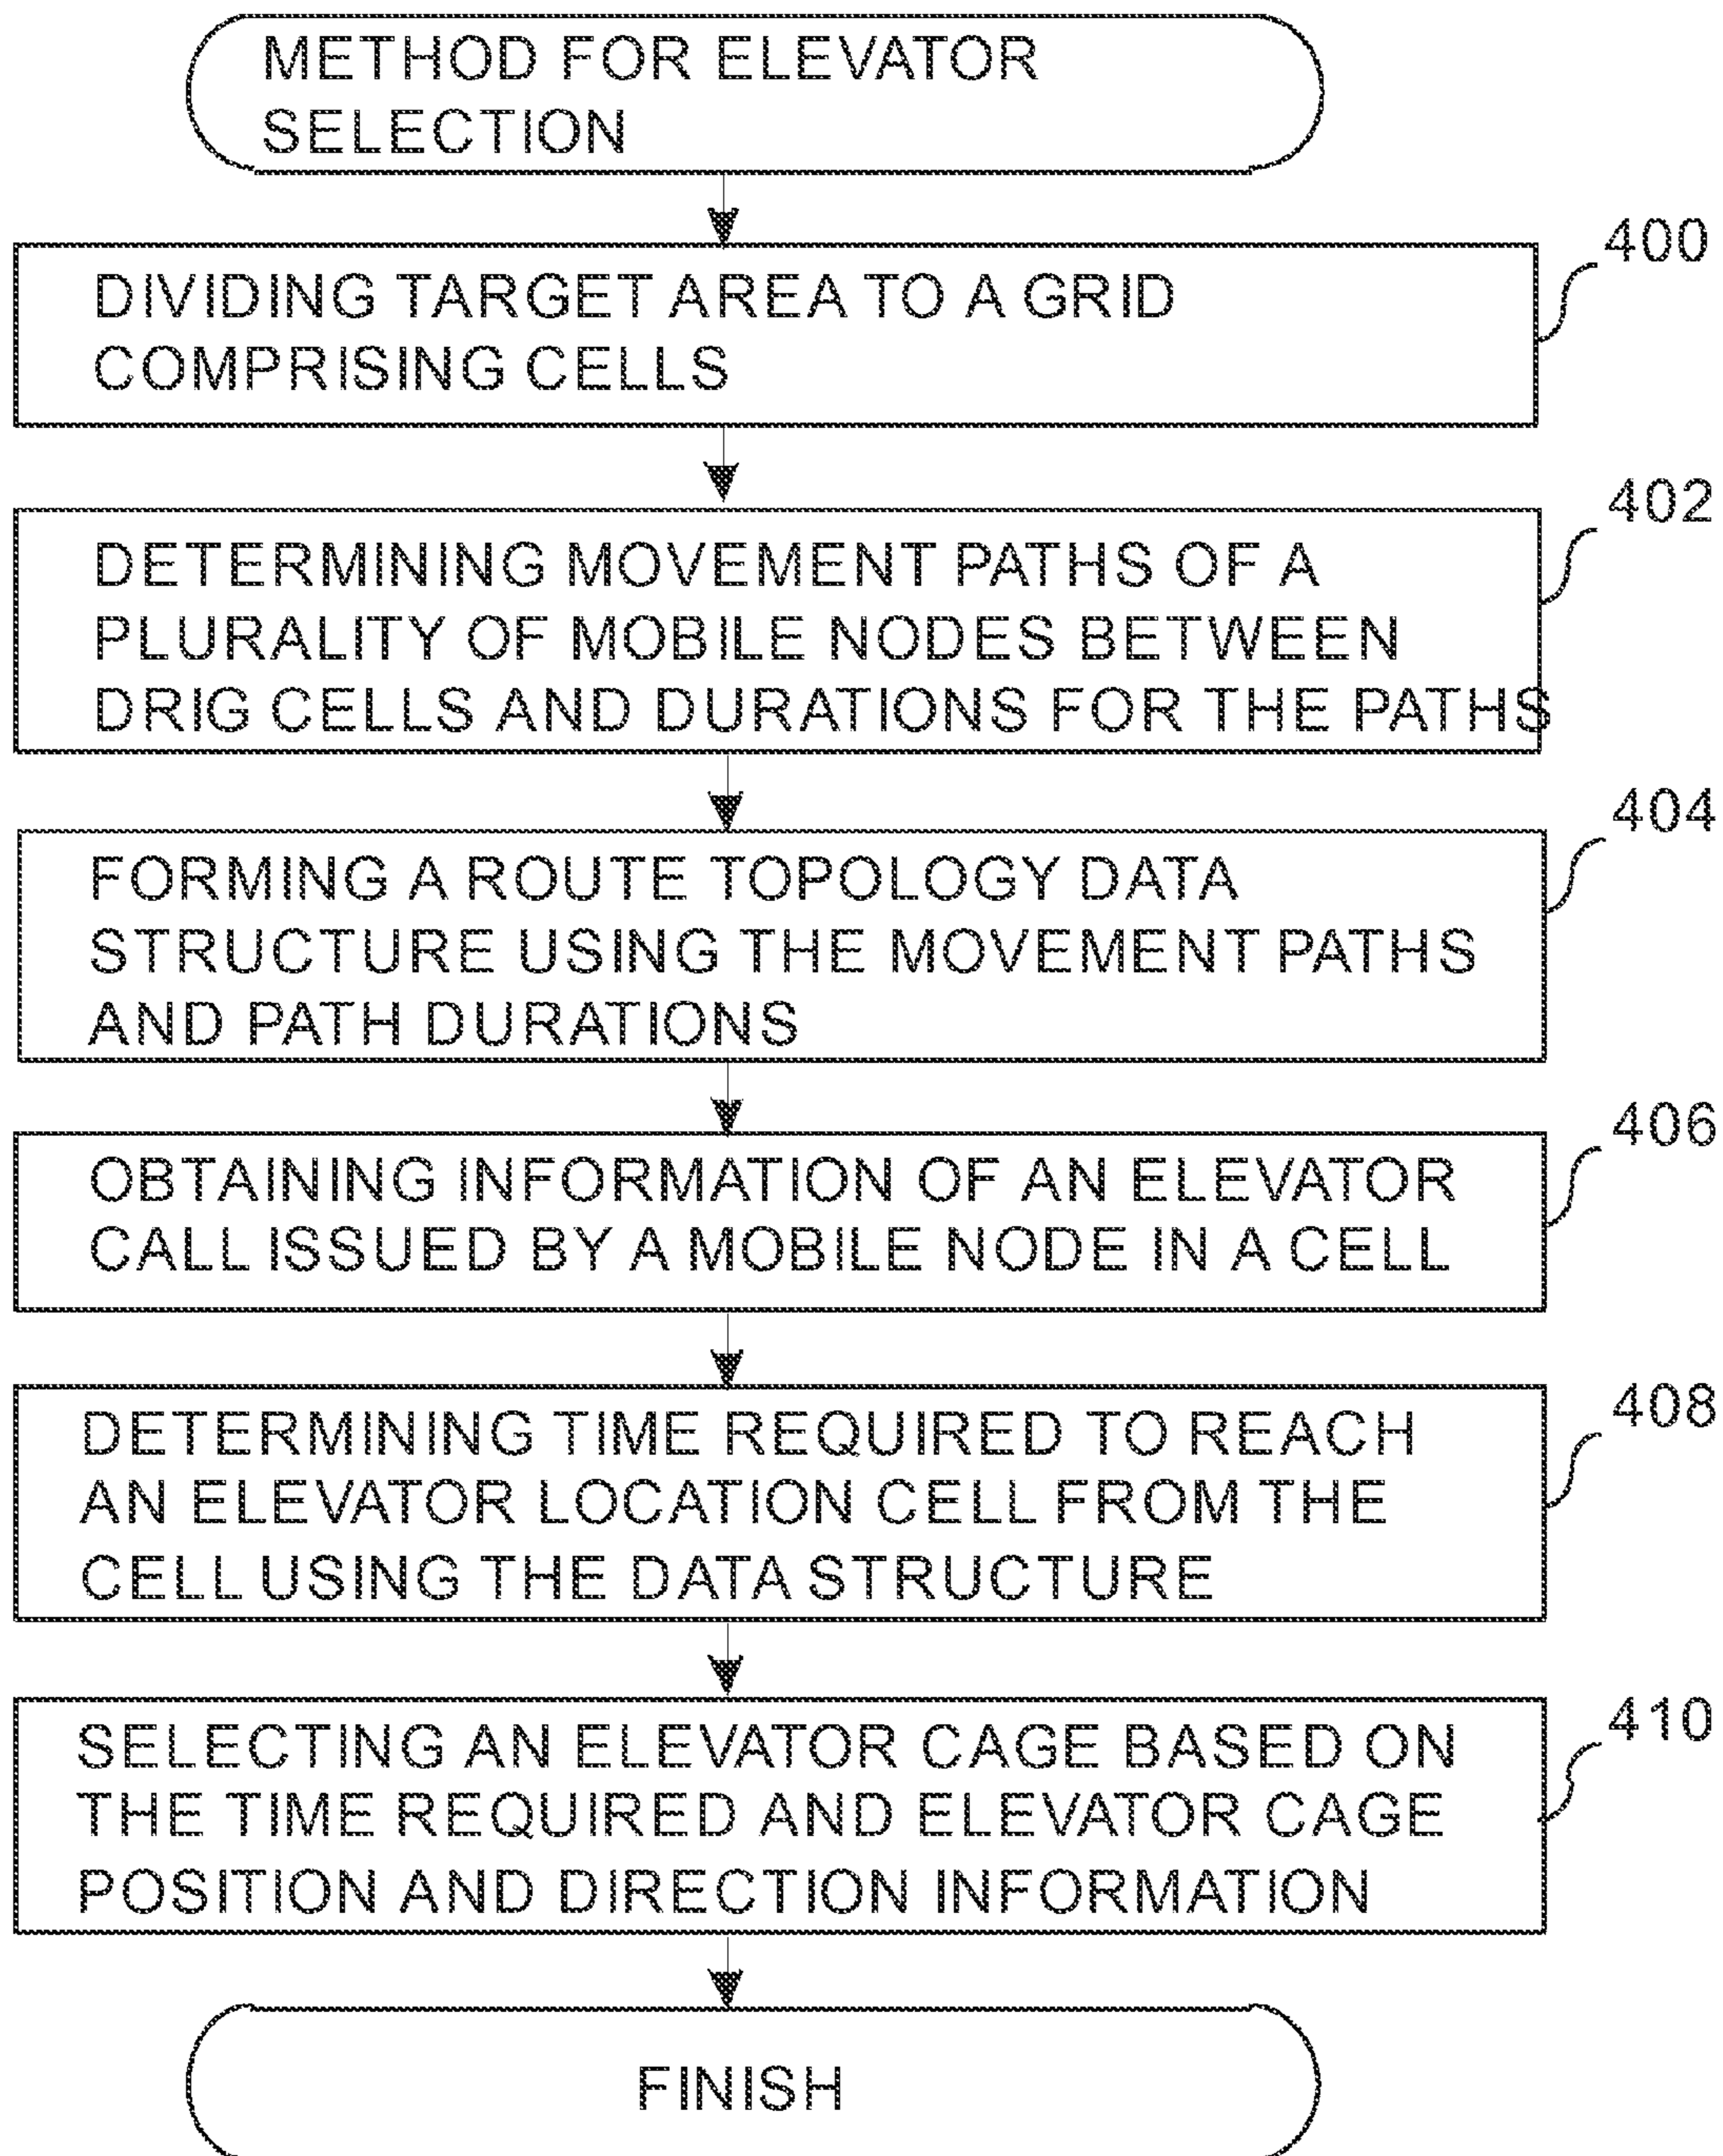 METHOD FOR ELEVATOR
SELECTION
400
DIVIDING TARGET AREA TO A GRID
COMPRISING CELLS
402
DETERMINING MOVEMENT PATHS OF A
PLURALITY OF MOBILE NODES BETWEEN
DRIG CELLS AND DURATIONS FOR THE PATHS
404
FORMING A ROUTE TOPOLOGY DATA
STRUCTURE USING THE MOVEMENT PATHS
AND PATH DURATIONS
406
OBTAINING INFORMATION OF AN ELEVATOR
CALL ISSUED BY A MOBILE NODE IN A CELL
408
DETERMINING TIME REQUIRED TO REACH
AN ELEVATOR LOCATION CELL FROM THE
CELL USING THE DATA STRUCTURE
410
SELECTING AN ELEVATOR CAGE BASED ON
THE TIME REQUIRED AND ELEVATOR CAGE
POSITION AND DIRECTION INFORMATION
FINISH